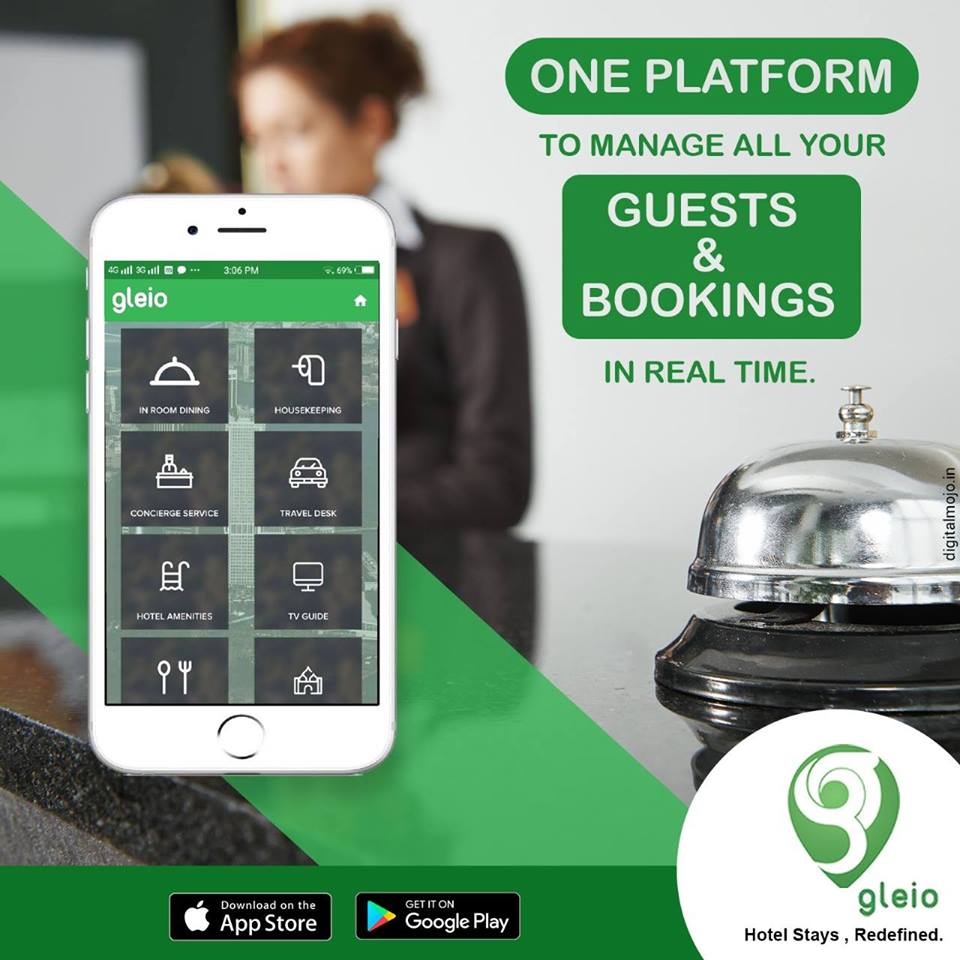 ONE PLATFORM
TO MANAGE ALL YOUR
GUESTS
&
BOOKINGS
IN REAL TIME.
4G 3G 3:06 PM 69%
gleio
IN ROOM DINING
HOUSEKEEPING
CONCIERGE SERVICE
TRAVEL DESK
HOTEL AMENITIES
TV GUIDE
digitalmojo.in
Download on the
App Store
GET IT ON
Google Play
gleio
Hotel Stays , Redefined.